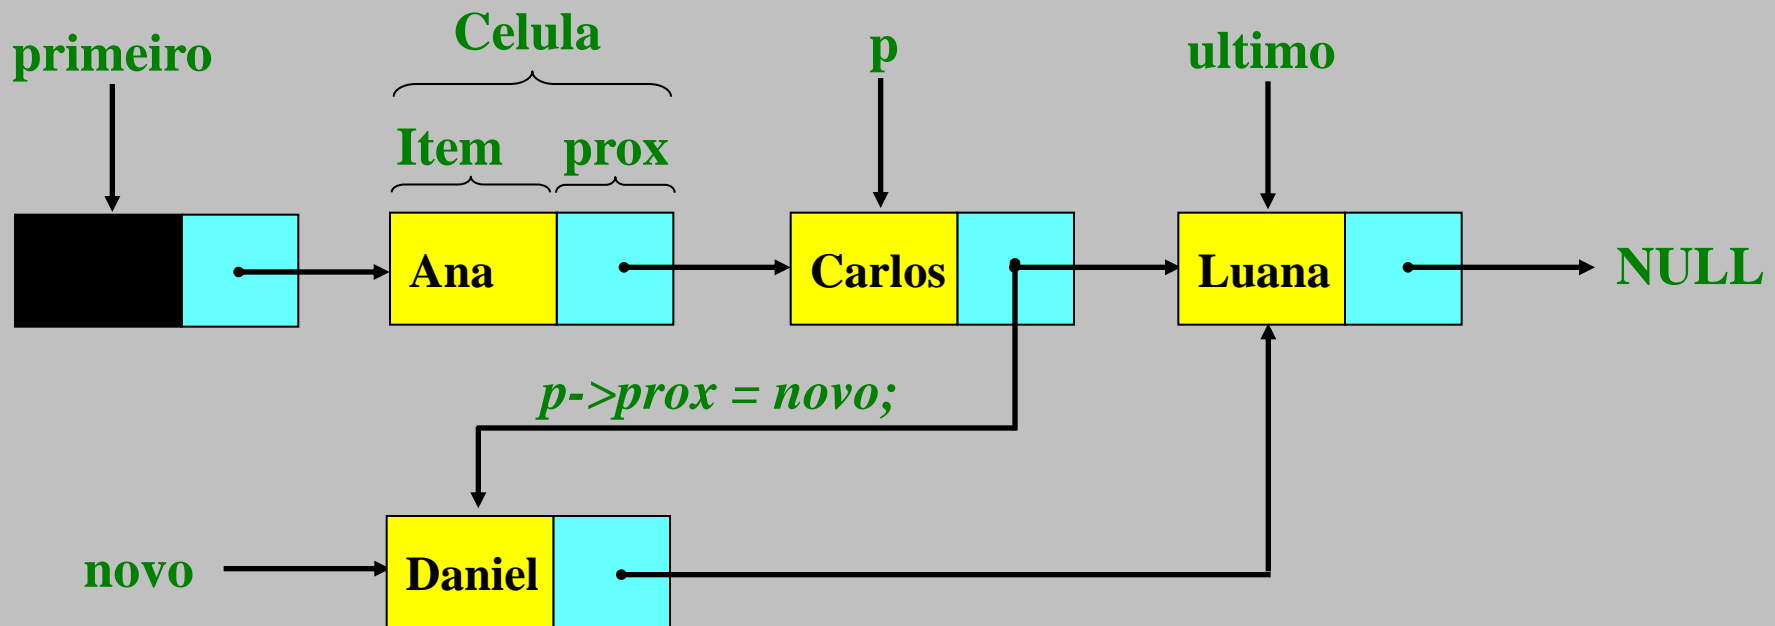 primeiro
Celula
p
ultimo
Item
prox
Ana
Carlos
Luana
NULL
p->prox = novo;
novo
Daniel